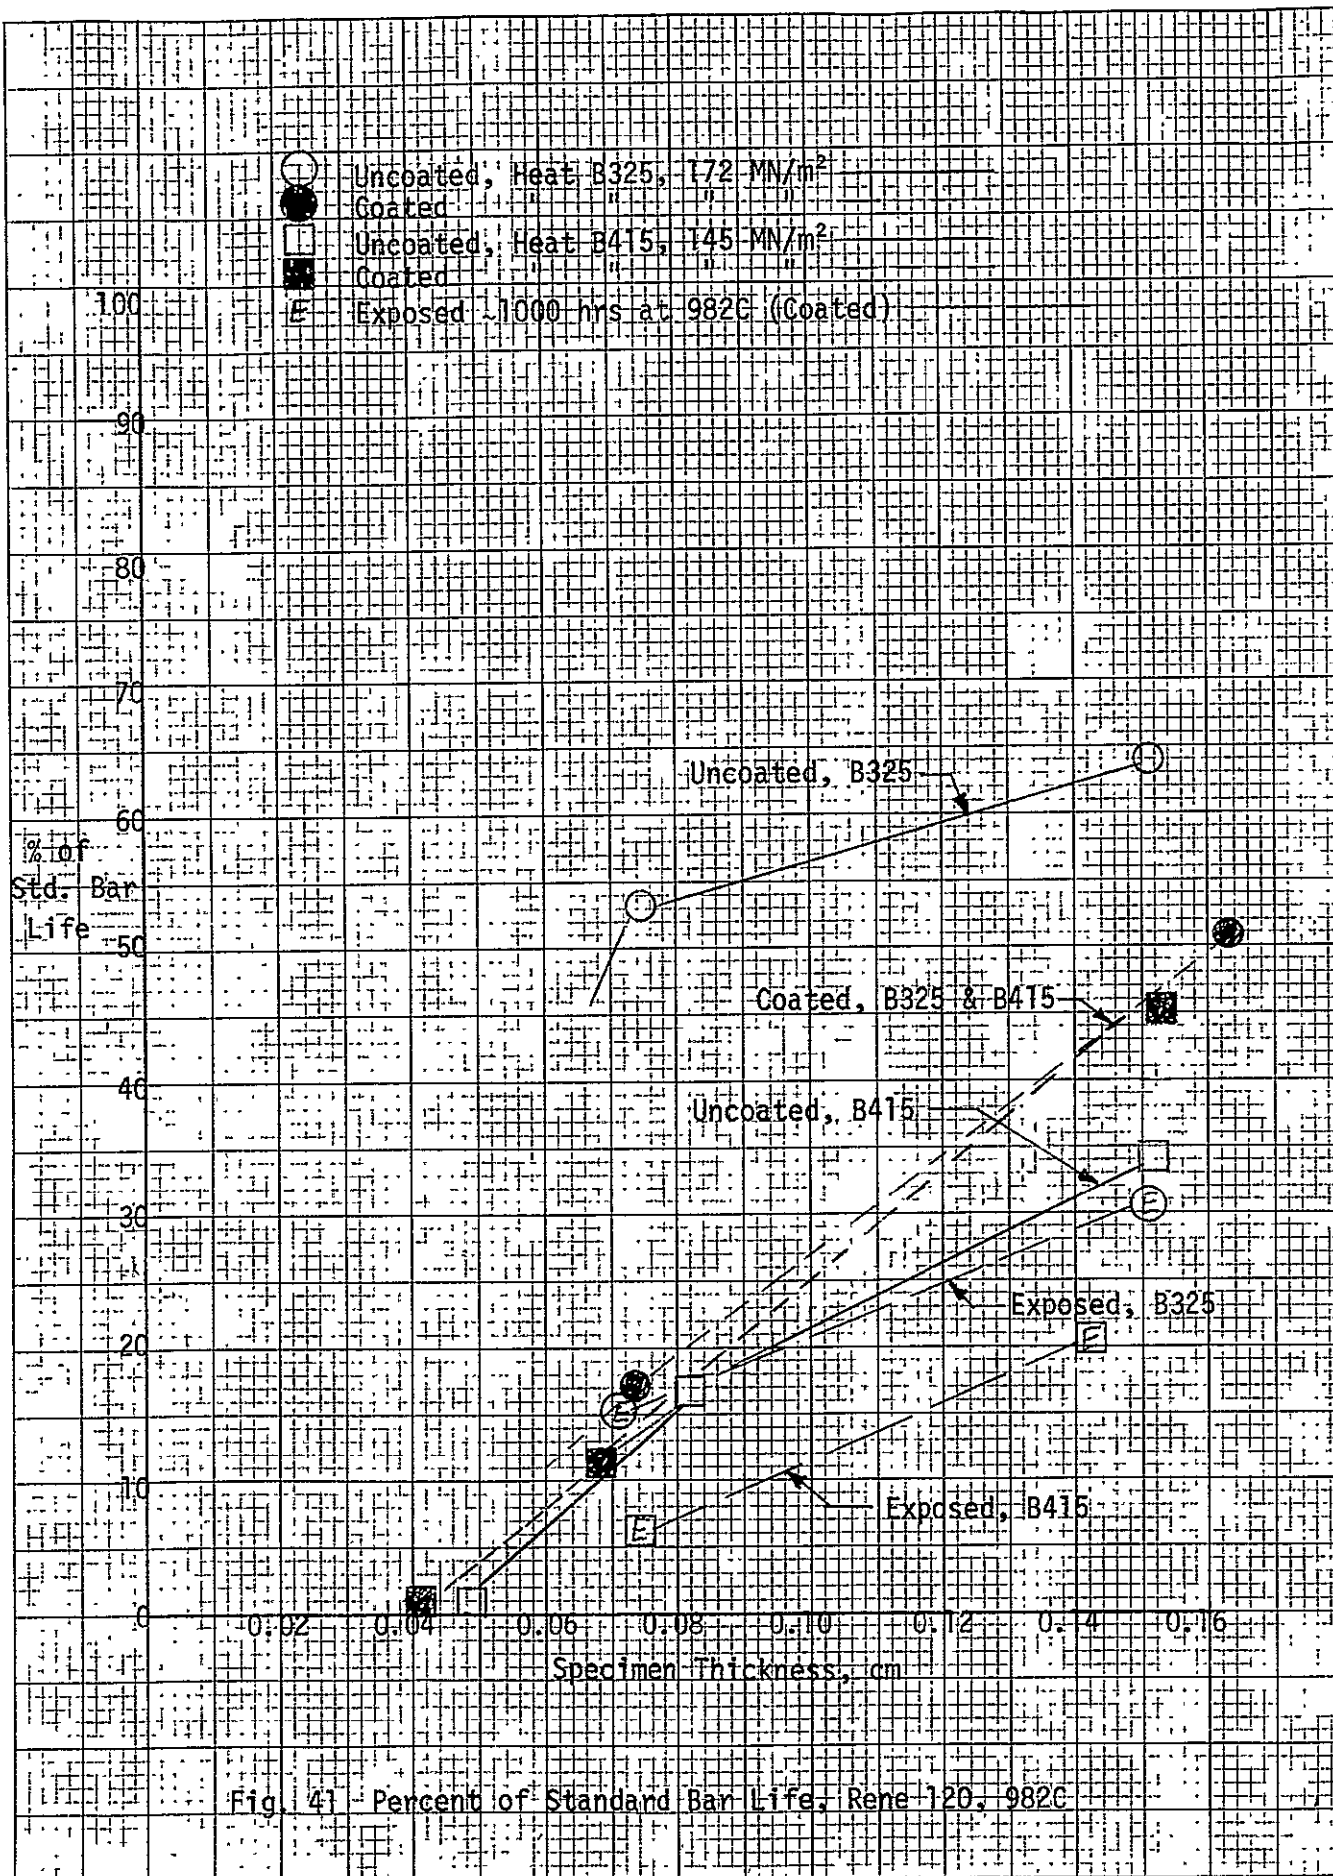 Uncoated, Heat B325, 172 MN/m²
Coated " " " "
Uncoated, Heat B415, 145 MN/m²
Coated " " " "
E Exposed ~1000 hrs at 982C (Coated)
100
90
80
70
Uncoated, B325
60
% of
Std. Bar
Life
50
Coated, B325 & B415
40
Uncoated, B415
30
E
Exposed, B325
E
20
E
10
Exposed, B415
E
0 0.02 0.04 0.06 0.08 0.10 0.12 0.14 0.16
Specimen Thickness, cm
Fig. 41 Percent of Standard Bar Life, Rene 120, 982C